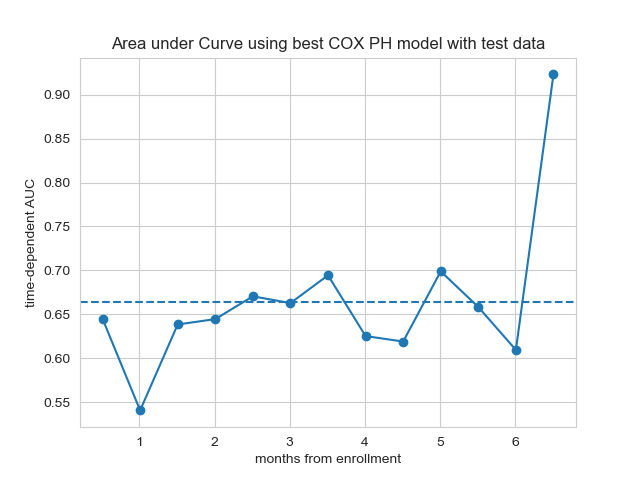 Area under Curve using best COX PH model with test data
time-dependent AUC
0.90
0.85
0.80
0.75
0.70
0.65
0.60
0.55
1 2 3 4 5 6
months from enrollment